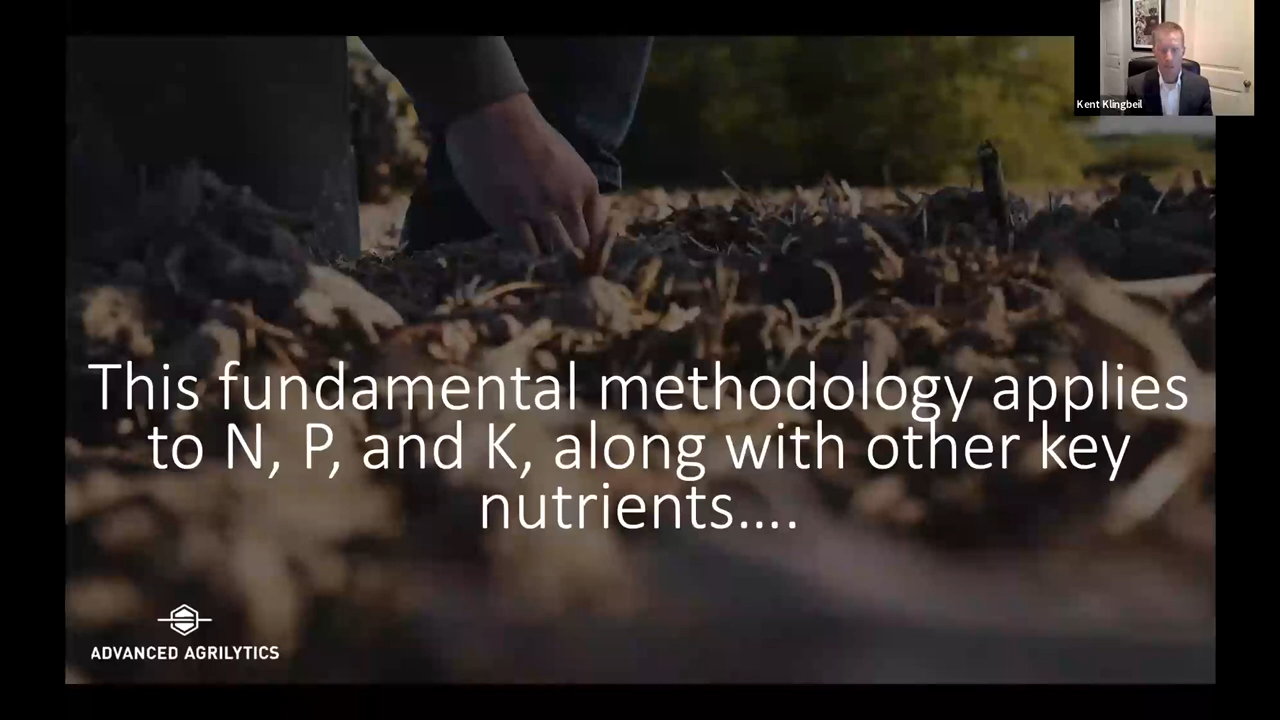 Kent Klingbeil
This fundamental methodology applies
to N, P, and K, along with other key
nutrients....
ADVANCED AGRILYTICS